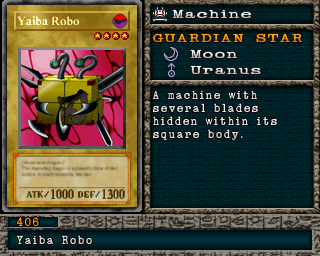 Yaiba Robo
ATK/1000 DEF/1300
Machine
GUARDIAN STAR
Moon
Uranus
A machine with
several blades
hidden within its
square body.
406
Yaiba Robo